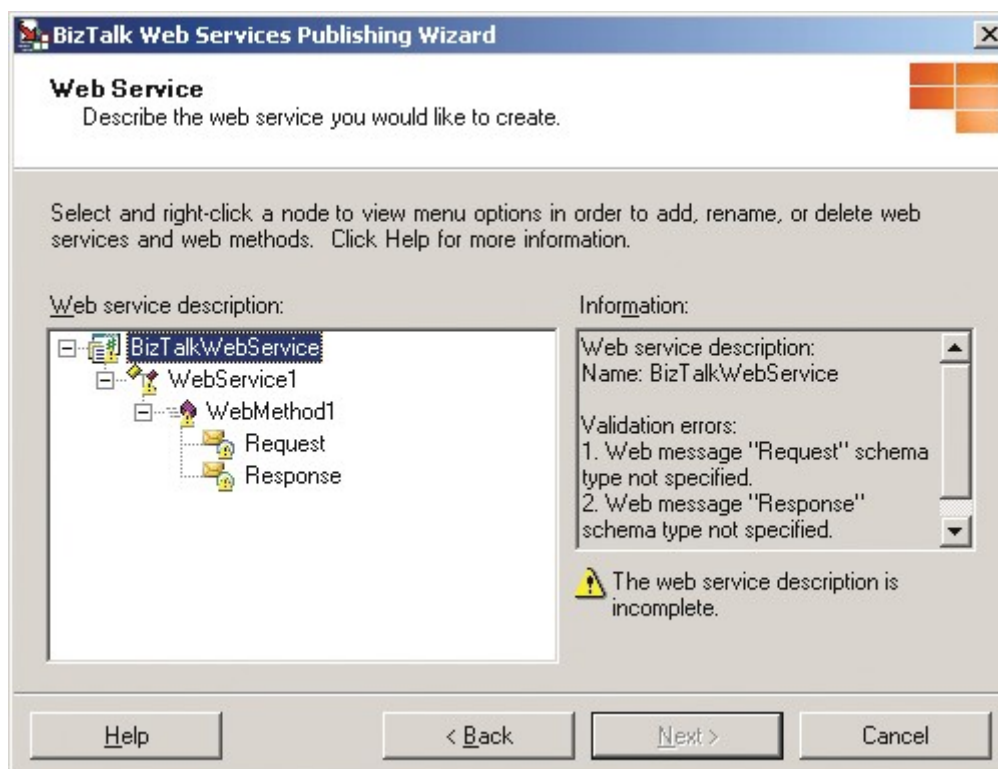 BizTalk Web Services Publishing Wizard
Web Service
Describe the web service you would like to create.
Select and right-click a node to view menu options in order to add, rename, or delete web
services and web methods. Click Help for more information.
Web service description:
BizTalkWebService
WebService1
WebMethod1
Request
Response
Information:
Web service description:
Name: BizTalkWebService
Validation errors:
1. Web message "Request" schema
type not specified.
2. Web message "Response"
schema type not specified.
The web service description is
incomplete.
Help
< Back
Next >
Cancel